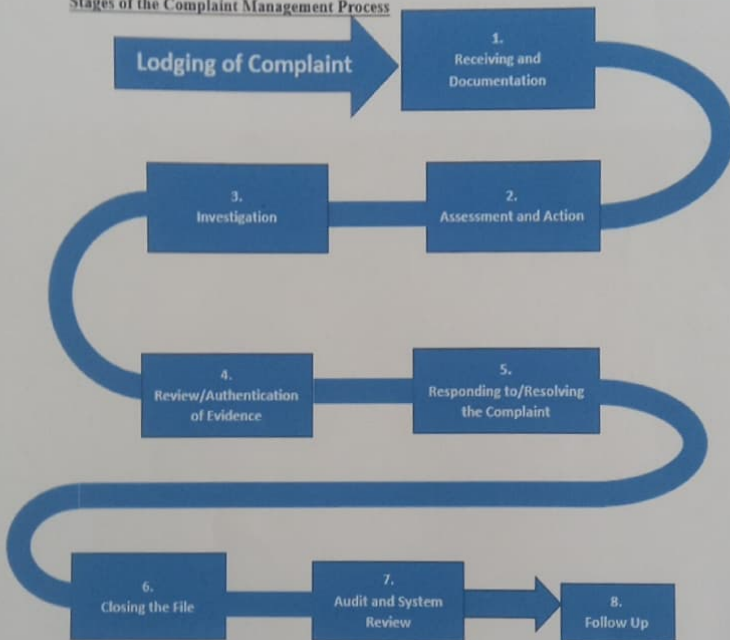 Stages of the Complaint Management Process
Lodging of Complaint
1.
Receiving and
Documentation
2.
Assessment and Action
3.
Investigation
4.
Review/Authentication
of Evidence
5.
Responding to/Resolving
the Complaint
6.
Closing the File
7.
Audit and System
Review
8.
Follow Up